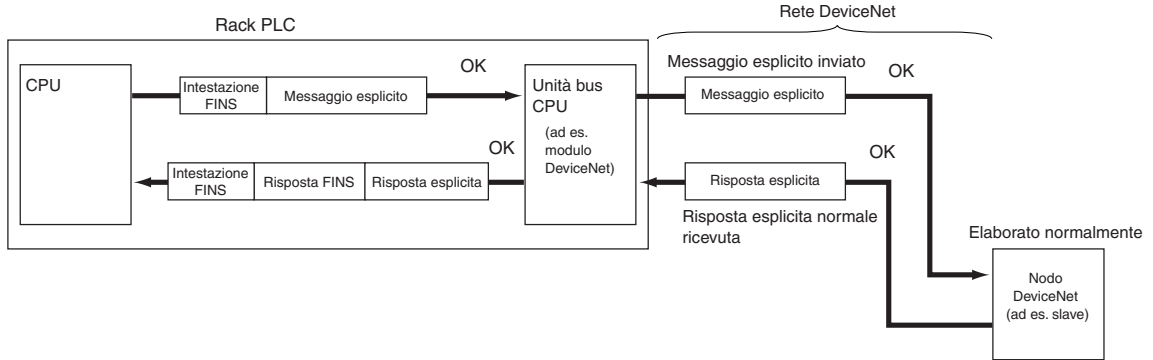 Rete DeviceNet
Rack PLC
CPU
Intestazione
FINS
Messaggio esplicito
OK
Unità bus
CPU
(ad es.
modulo
DeviceNet)
Messaggio esplicito inviato
Messaggio esplicito
OK
Intestazione
FINS
Risposta FINS
Risposta esplicita
OK
Risposta esplicita
OK
Risposta esplicita normale
ricevuta
Elaborato normalmente
Nodo
DeviceNet
(ad es. slave)